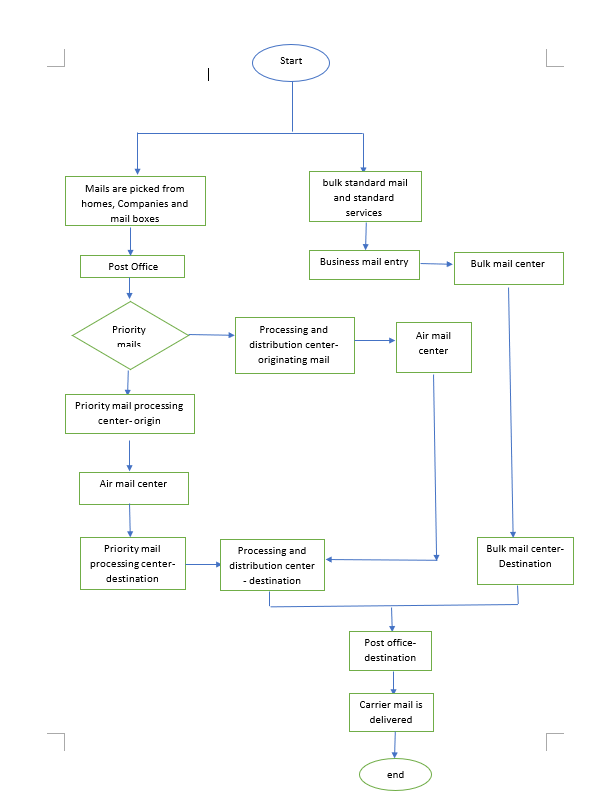 Start
Mails are picked from
homes, Companies and
mail boxes
bulk standard mail
and standard
services
Post Office
Business mail entry
Bulk mail center
Priority
mails
Processing and
distribution center-
originating mail
Air mail
center
Priority mail processing
center- origin
Air mail center
Priority mail
processing center-
destination
Processing and
distribution center
- destination
Bulk mail center-
Destination
Post office-
destination
Carrier mail is
delivered
end